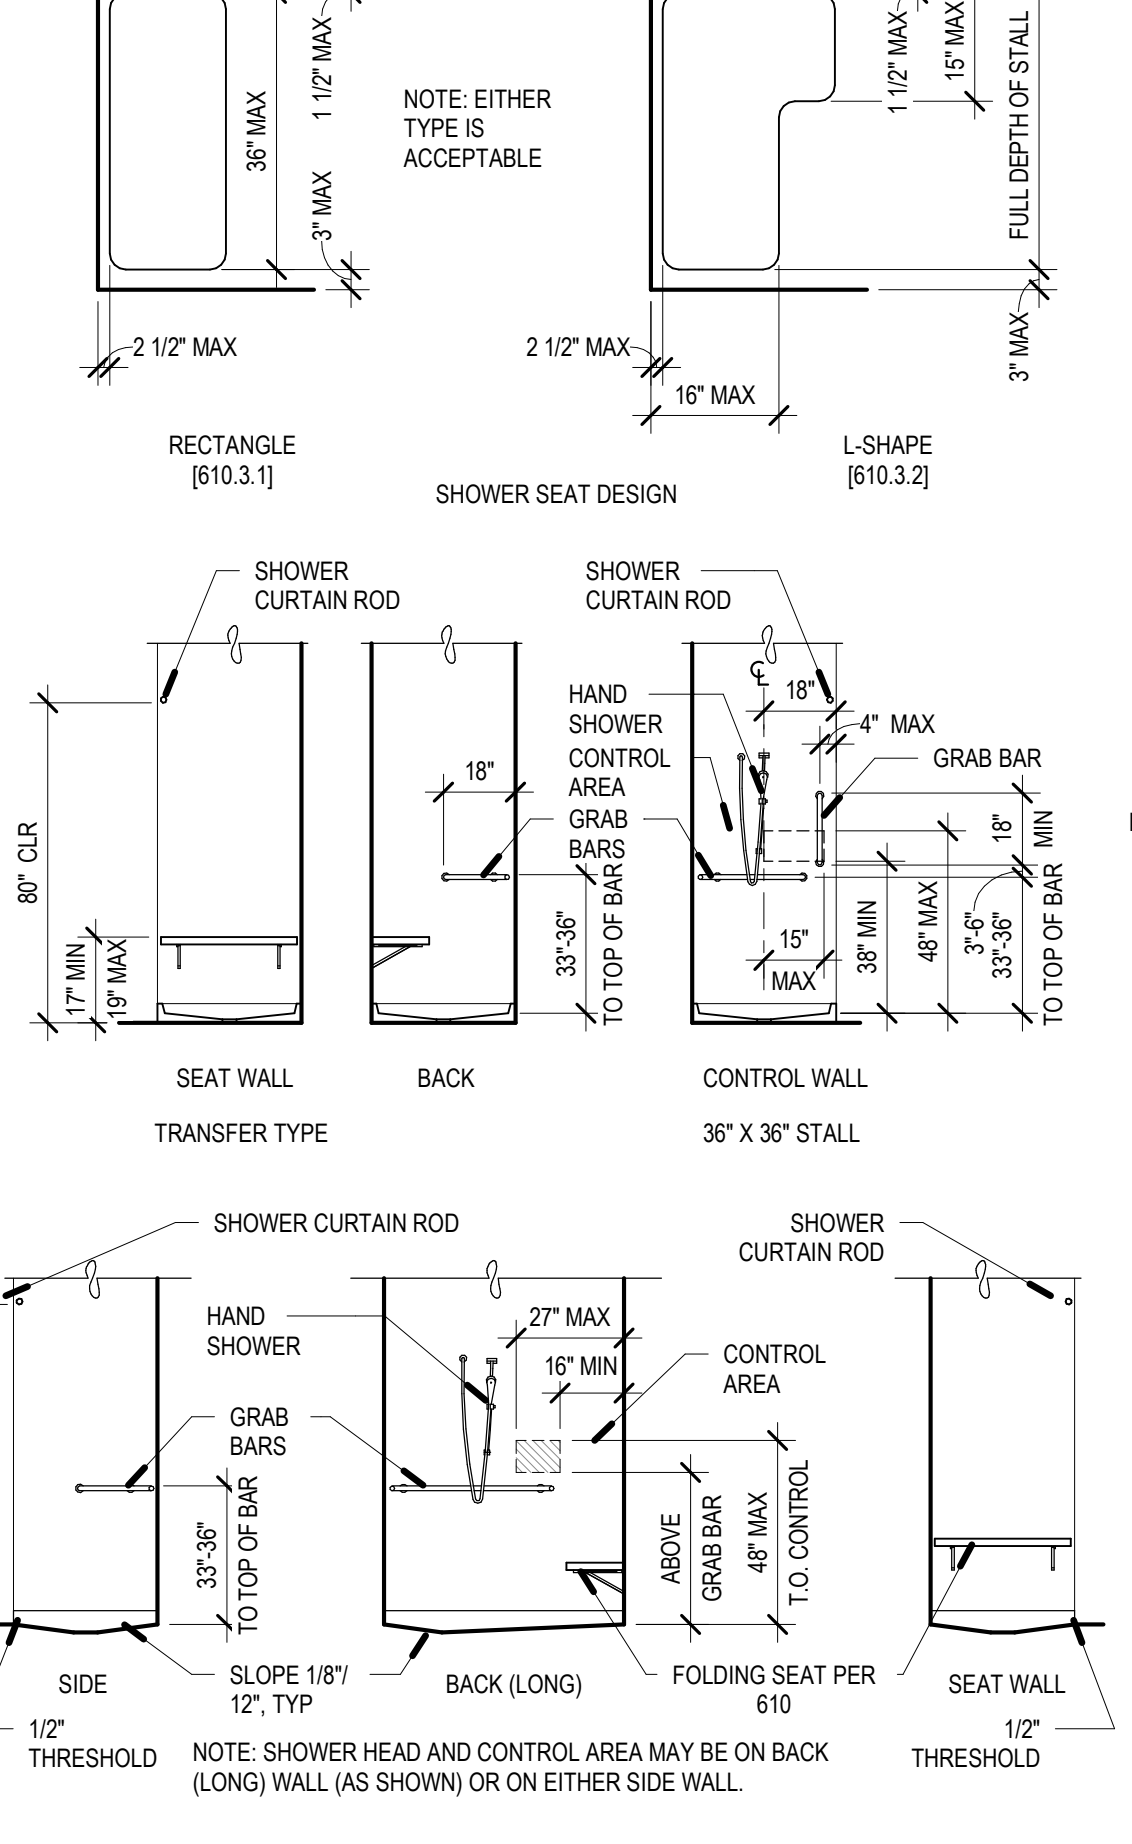 36" MAX
1 1/2" MAX
3" MAX
NOTE: EITHER
TYPE IS
ACCEPTABLE
1 1/2" MAX
15" MAX
FULL DEPTH OF STALL
3" MAX
2 1/2" MAX
2 1/2" MAX
16" MAX
RECTANGLE
[610.3.1]
L-SHAPE
[610.3.2]
SHOWER SEAT DESIGN
SHOWER
CURTAIN ROD
SHOWER
CURTAIN ROD
80" CLR
17" MIN
19" MAX
18"
HAND
SHOWER
CONTROL
AREA
GRAB
BARS
33"-36"
TO TOP OF BAR
18"
4" MAX
GRAB BAR
15"
MAX
38" MIN
48" MAX
18"
MIN
3"-6"
33"-36"
TO TOP OF BAR
SEAT WALL
BACK
CONTROL WALL
TRANSFER TYPE
36" X 36" STALL
SHOWER CURTAIN ROD
SHOWER
CURTAIN ROD
HAND
SHOWER
27" MAX
16" MIN
CONTROL
AREA
GRAB
BARS
33"-36"
TO TOP OF BAR
ABOVE
GRAB BAR
48" MAX
T.O. CONTROL
SIDE
SLOPE 1/8"/
12", TYP
BACK (LONG)
FOLDING SEAT PER
610
SEAT WALL
1/2"
THRESHOLD
1/2"
THRESHOLD
NOTE: SHOWER HEAD AND CONTROL AREA MAY BE ON BACK
(LONG) WALL (AS SHOWN) OR ON EITHER SIDE WALL.